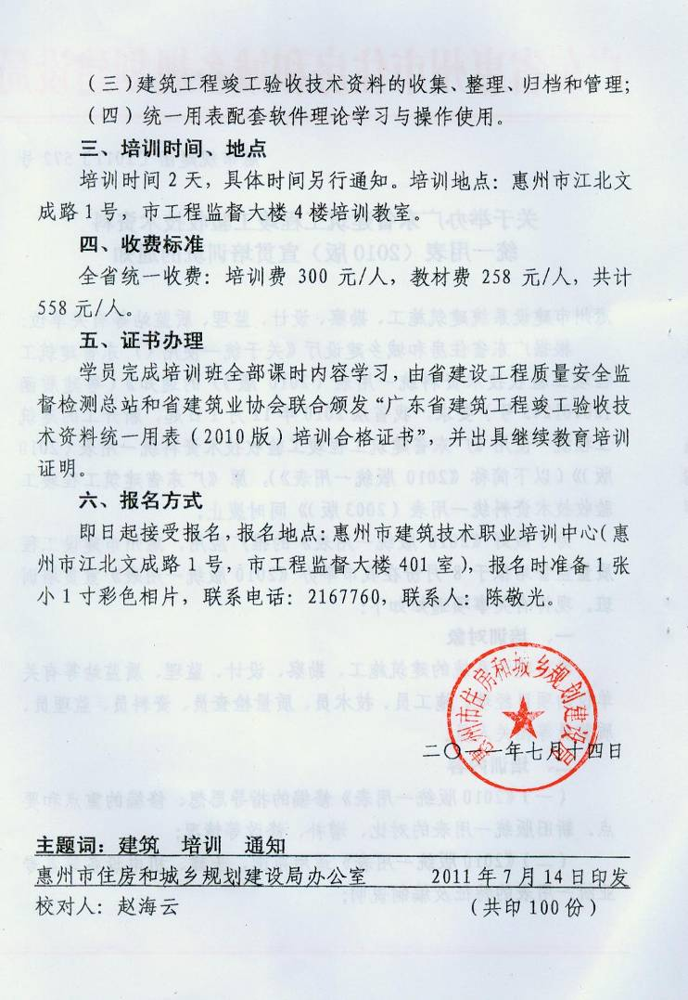 （三）建筑工程竣工验收技术资料的收集、整理、归档和管理；
（四）统一用表配套软件理论学习与操作使用。
三、培训时间、地点
培训时间 2 天，具体时间另行通知。培训地点：惠州市江北文
成路 1 号，市工程监督大楼 4 楼培训教室。
四、收费标准
全省统一收费：培训费 300 元/人，教材费 258 元/人，共计
558 元/人。
五、证书办理
学员完成培训班全部课时内容学习，由省建设工程质量安全监
督检测总站和省建筑业协会联合颁发“广东省建筑工程竣工验收技
术资料统一用表（2010 版）培训合格证书”，并出具继续教育培训
证明。
六、报名方式
即日起接受报名，报名地点：惠州市建筑技术职业培训中心（惠
州市江北文成路 1 号，市工程监督大楼 401 室），报名时准备 1 张
小 1 寸彩色相片，联系电话：2167760，联系人：陈敬光。
惠州市住房和城乡规划建设局
二〇一一年七月十四日
主题词：建筑 培训 通知
惠州市住房和城乡规划建设局办公室 2011 年 7 月 14 日印发
校对人：赵海云 （共印 100 份）